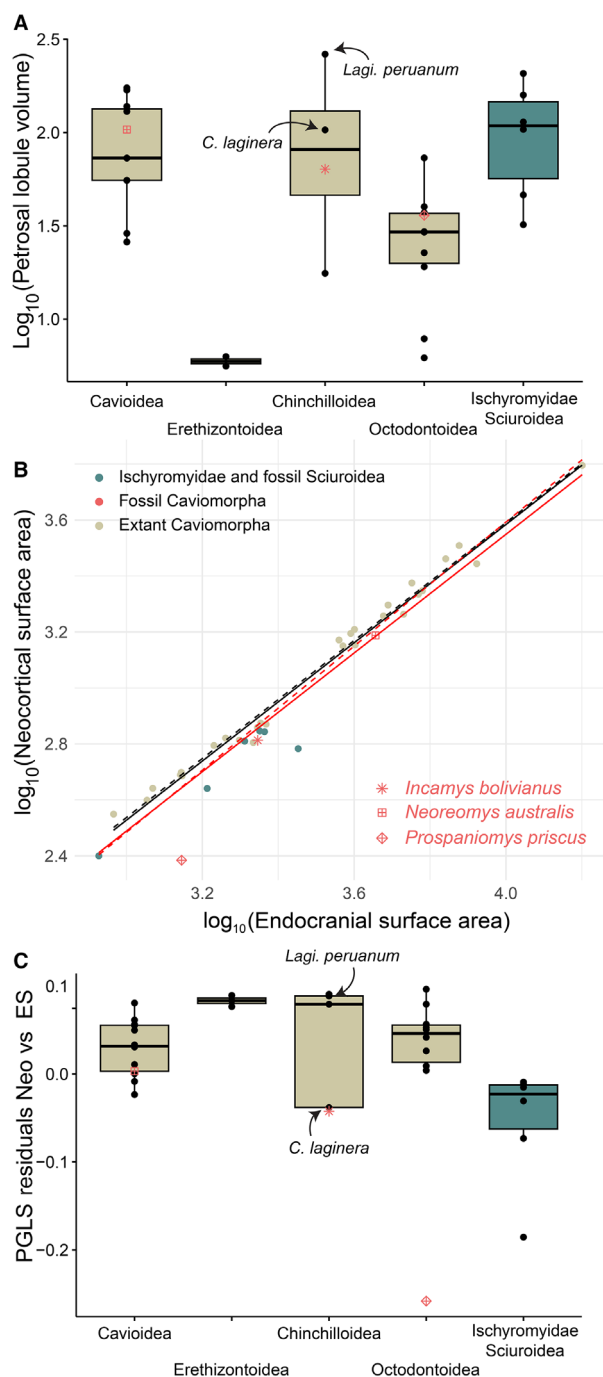 A
Log10(Petrosal lobule volume)
2.5
2.0
1.5
1.0
Lagi. peruanum
C. laginera
Cavioidea
Erethizontoidea
Chinchilloidea
Octodontoidea
Ischyromyidae
Sciuroidea
B
log10(Neocortical surface area)
3.6
3.2
2.8
2.4
Ischyromyidae and fossil Sciuroidea
Fossil Caviomorpha
Extant Caviomorpha
Incamys bolivianus
Neoreomys australis
Prospaniomys priscus
3.2
3.6
4.0
log10(Endocranial surface area)
C
PGLS residuals Neo vs ES
0.1
0.0
−0.1
−0.2
Lagi. peruanum
C. laginera
Cavioidea
Erethizontoidea
Chinchilloidea
Octodontoidea
Ischyromyidae
Sciuroidea